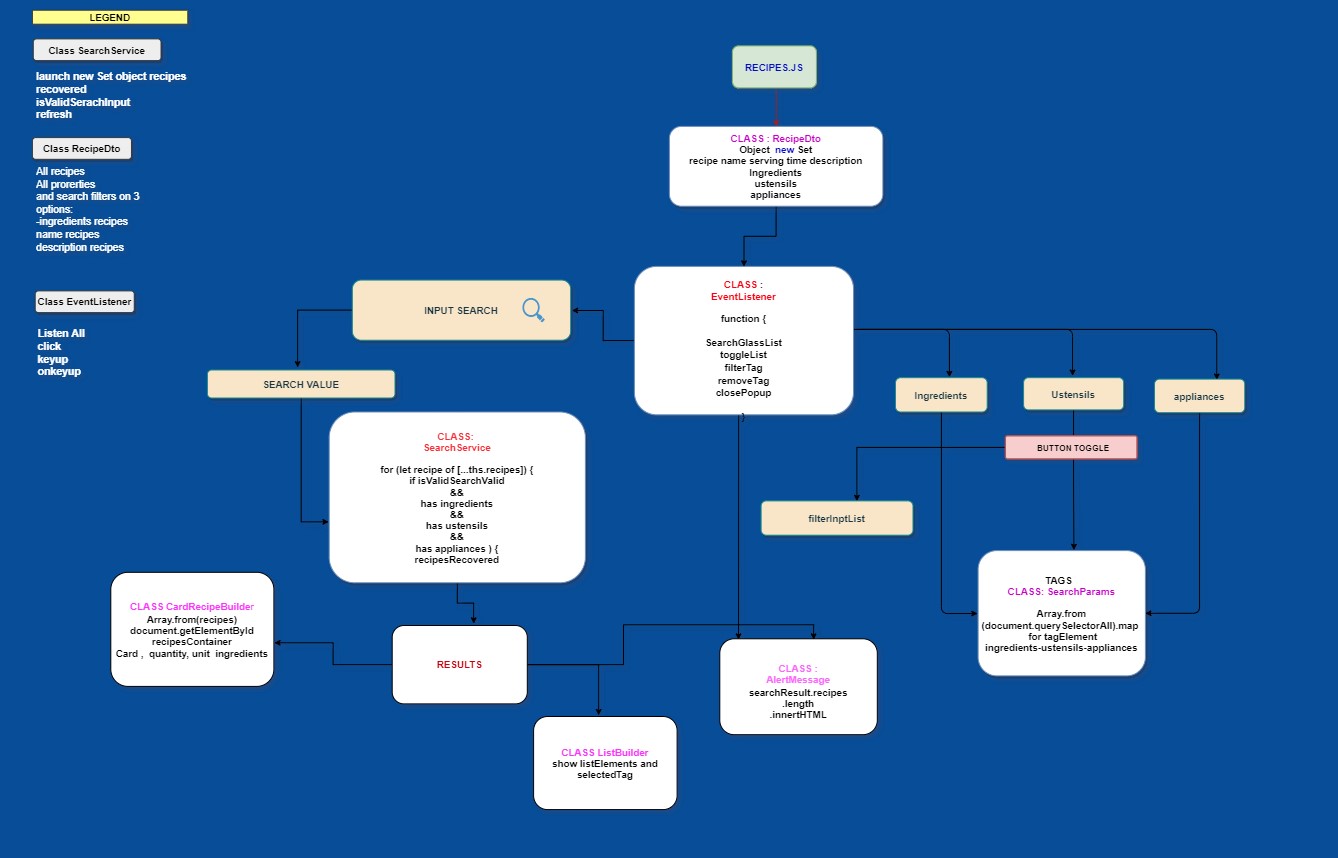 LEGEND
Class SearchService
launch new Set object recipes
recovered
isValidSerachInput
refresh
Class RecipeDto
All recipes
All prorerties
and search filters on 3
options:
-ingredients recipes
name recipes
description recipes
Class EventListener
Listen All
click
keyup
onkeyup
RECIPES.JS
CLASS : RecipeDto
Object new Set
recipe name serving time description
Ingredients
ustensils
appliances
CLASS :
EventListener
function {
SearchGlassList
toggleList
filterTag
removeTag
closePopup
}
INPUT SEARCH
SEARCH VALUE
CLASS:
SearchService
for (let recipe of [...ths.recipes]) {
if isValidSearchValid
&&
has ingredients
&&
has ustensils
&&
has appliances ) {
recipesRecovered
Ingredients
Ustensils
appliances
BUTTON TOGGLE
filterInptList
TAGS
CLASS: SearchParams
Array.from
(document.querySelectorAll).map
for tagElement
ingredients-ustensils-appliances
CLASS CardRecipeBuilder
Array.from(recipes)
document.getElementById
recipesContainer
Card , quantity, unit ingredients
RESULTS
CLASS :
AlertMessage
searchResult.recipes
.length
.innertHTML
CLASS ListBuilder
show listElements and
selectedTag